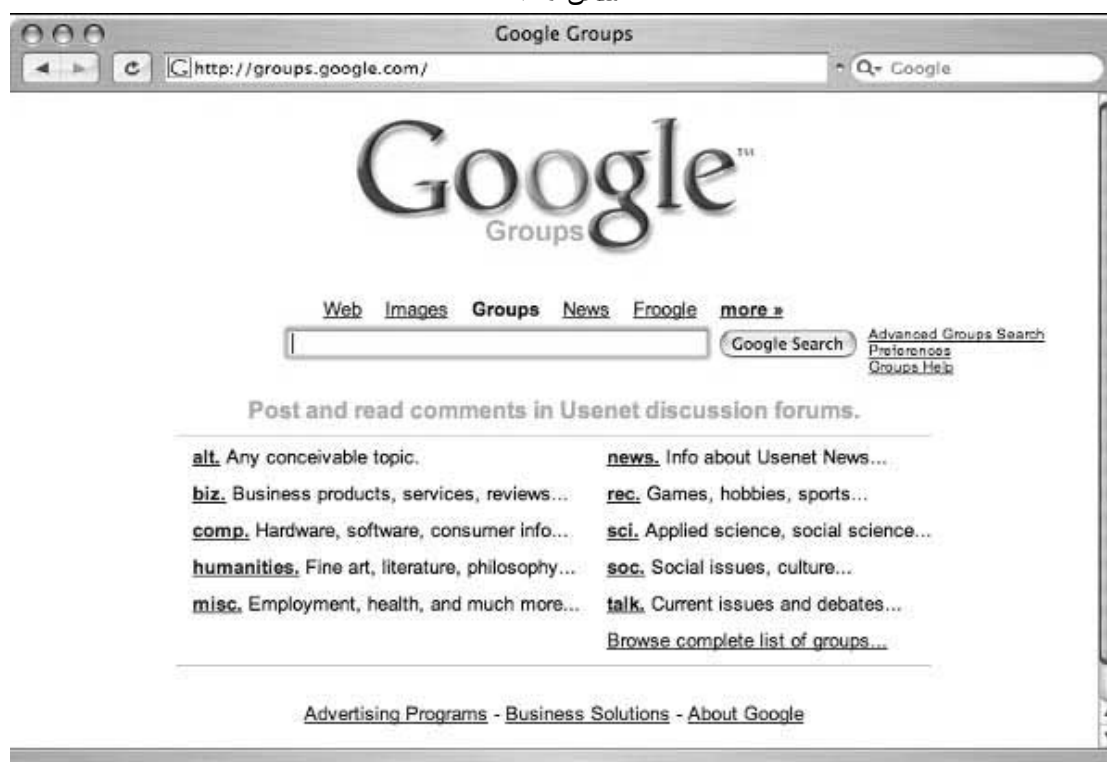 Google Groups
http://groups.google.com/
Google
Google™
Groups
Web Images Groups News Froogle more »
Google Search
Advanced Groups Search
Preferences
Groups Help
Post and read comments in Usenet discussion forums.
alt. Any conceivable topic.
news. Info about Usenet News...
biz. Business products, services, reviews...
rec. Games, hobbies, sports...
comp. Hardware, software, consumer info...
sci. Applied science, social science...
humanities. Fine art, literature, philosophy...
soc. Social issues, culture...
misc. Employment, health, and much more...
talk. Current issues and debates...
Browse complete list of groups...
Advertising Programs - Business Solutions - About Google